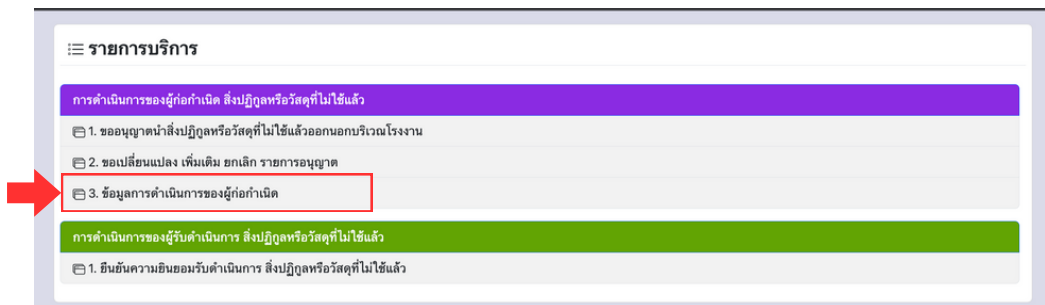 รายการบริการ
การดำเนินการของผู้ก่อกำเนิด สิ่งปฏิกูลหรือวัสดุที่ไม่ใช้แล้ว
1. ขออนุญาตนำสิ่งปฏิกูลหรือวัสดุที่ไม่ใช้แล้วออกนอกบริเวณโรงงาน
2. ขอเปลี่ยนแปลง เพิ่มเติม ยกเลิก รายการอนุญาต
3. ข้อมูลการดำเนินการของผู้ก่อกำเนิด
การดำเนินการของผู้รับดำเนินการ สิ่งปฏิกูลหรือวัสดุที่ไม่ใช้แล้ว
1. ยืนยันความยินยอมรับดำเนินการ สิ่งปฏิกูลหรือวัสดุที่ไม่ใช้แล้ว